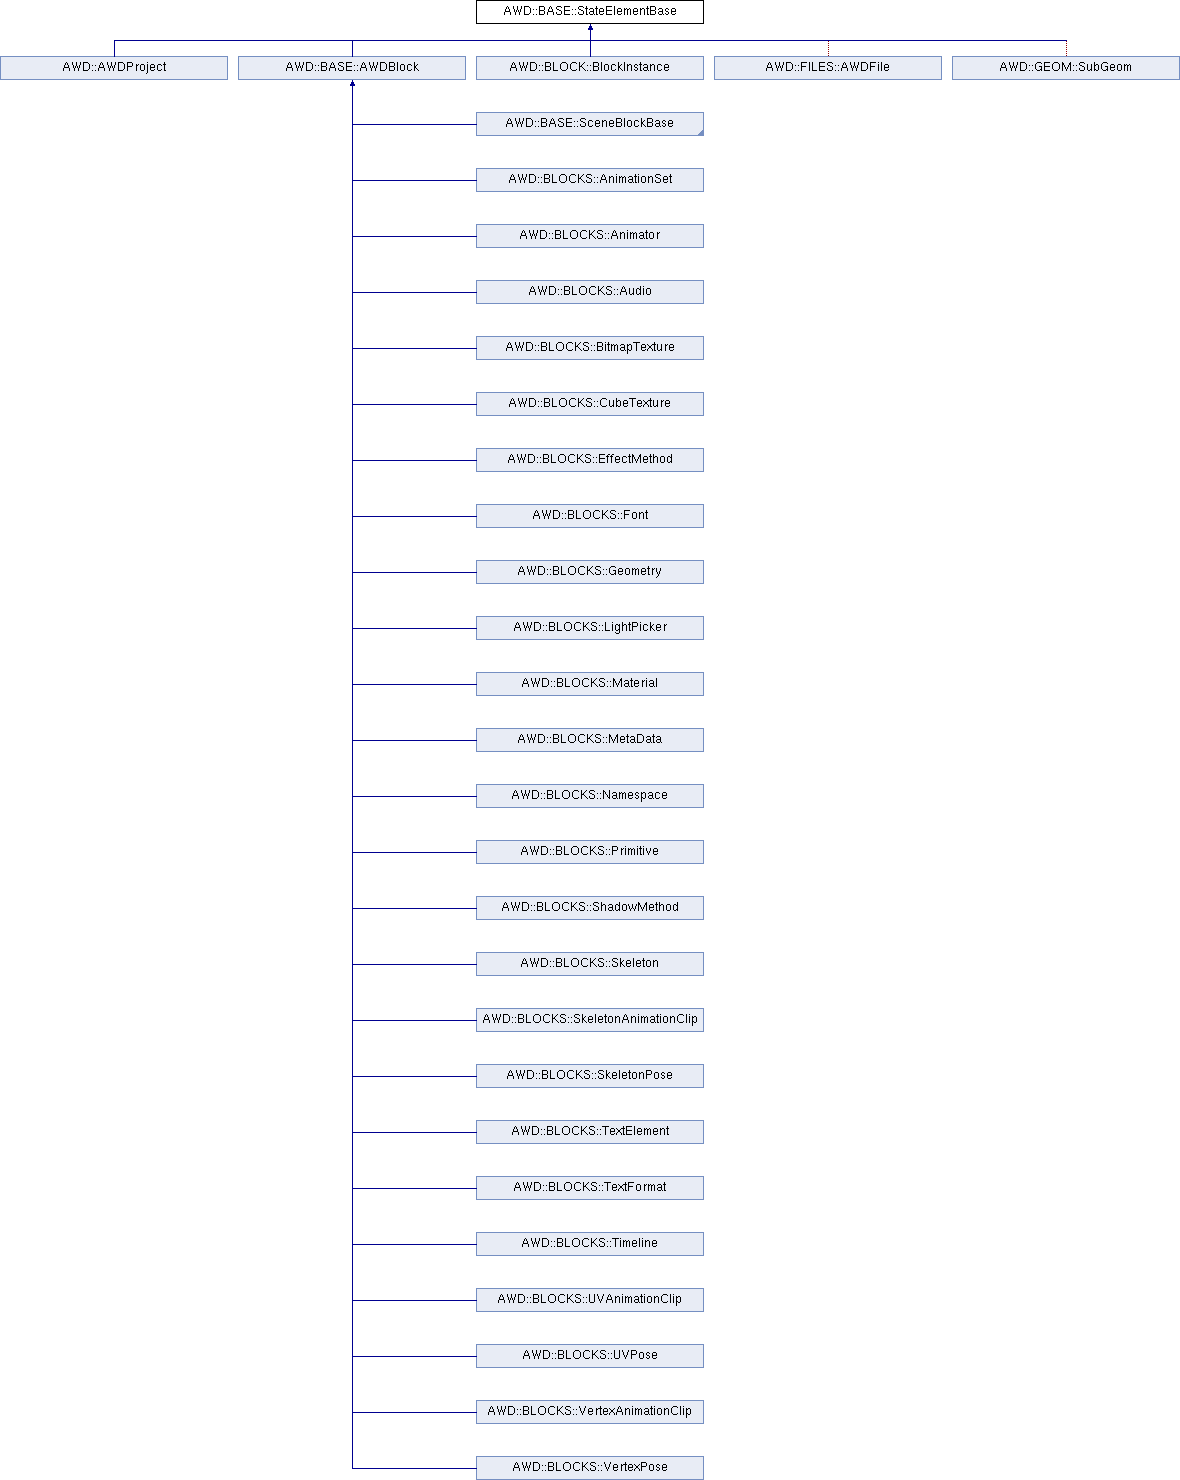 AWD::BASE::StateElementBase
AWD::AWDProject
AWD::BASE::AWDBlock
AWD::BLOCK::BlockInstance
AWD::FILES::AWDFile
AWD::GEOM::SubGeom
AWD::BASE::SceneBlockBase
AWD::BLOCKS::AnimationSet
AWD::BLOCKS::Animator
AWD::BLOCKS::Audio
AWD::BLOCKS::BitmapTexture
AWD::BLOCKS::CubeTexture
AWD::BLOCKS::EffectMethod
AWD::BLOCKS::Font
AWD::BLOCKS::Geometry
AWD::BLOCKS::LightPicker
AWD::BLOCKS::Material
AWD::BLOCKS::MetaData
AWD::BLOCKS::Namespace
AWD::BLOCKS::Primitive
AWD::BLOCKS::ShadowMethod
AWD::BLOCKS::Skeleton
AWD::BLOCKS::SkeletonAnimationClip
AWD::BLOCKS::SkeletonPose
AWD::BLOCKS::TextElement
AWD::BLOCKS::TextFormat
AWD::BLOCKS::Timeline
AWD::BLOCKS::UVAnimationClip
AWD::BLOCKS::UVPose
AWD::BLOCKS::VertexAnimationClip
AWD::BLOCKS::VertexPose